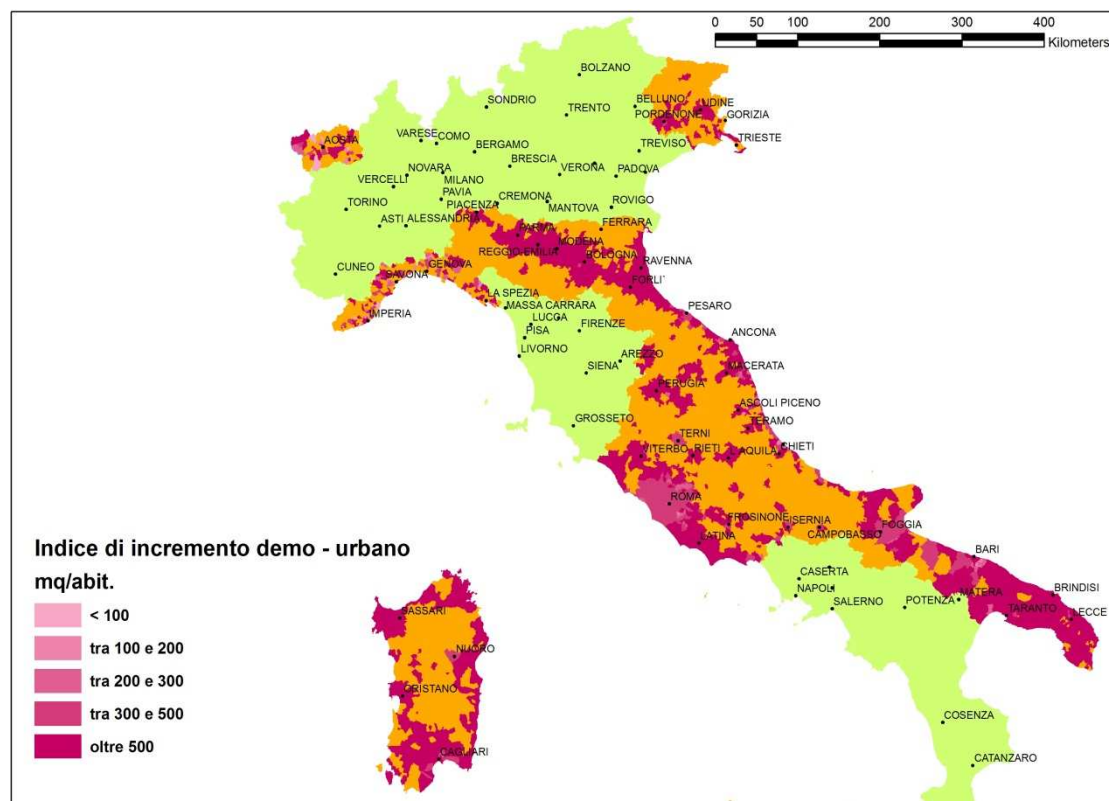 0 50 100 200 300 400
Kilometers
BOLZANO
SONDRIO
TRENTO
BELLUNO
UDINE
PORDENONE
GORIZIA
TRIESTE
VARESE
COMO
AOSTA
BERGAMO
TREVISO
BRESCIA
VERONA
PADOVA
NOVARA
MILANO
VERCELLI
PAVIA
CREMONA
MANTOVA
ROVIGO
TORINO
PIACENZA
ASTI
ALESSANDRIA
PARMA
FERRARA
REGGIO EMILIA
MODENA
BOLOGNA
RAVENNA
CUNEO
GENOVA
SAVONA
FORLI`
LA SPEZIA
MASSA CARRARA
PESARO
IMPERIA
LUCCA
FIRENZE
PISA
ANCONA
LIVORNO
AREZZO
SIENA
MACERATA
PERUGIA
ASCOLI PICENO
GROSSETO
TERAMO
TERNI
CHIETI
VITERBO
RIETI
L`AQUILA
ROMA
FROSINONE
ISERNIA
FOGGIA
LATINA
CAMPOBASSO
BARI
CASERTA
NAPOLI
SALERNO
POTENZA
MATERA
BRINDISI
TARANTO
LECCE
Indice di incremento demo - urbano
mq/abit.
< 100
tra 100 e 200
tra 200 e 300
tra 300 e 500
oltre 500
SASSARI
NUORO
ORISTANO
CAGLIARI
COSENZA
CATANZARO